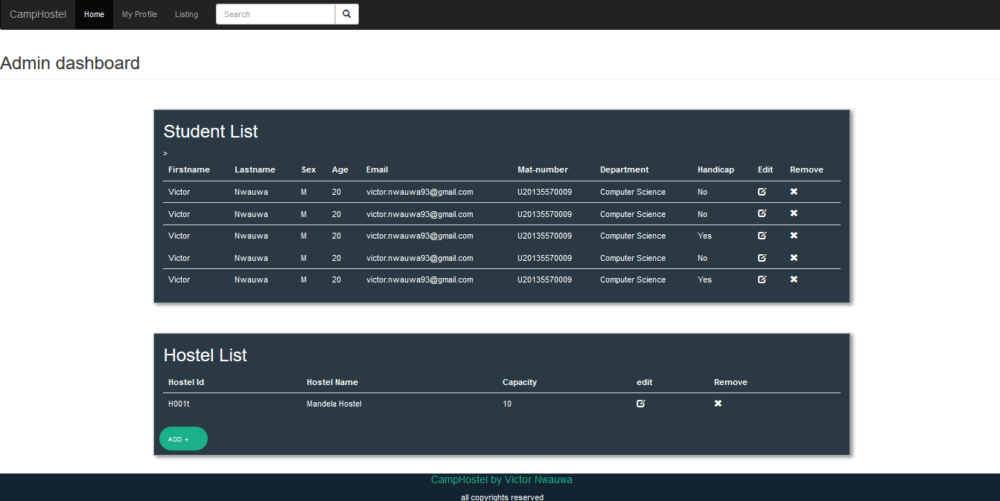 CampHostel Home My Profile Listing Search
Admin dashboard
Student List
>
Firstname Lastname Sex Age Email Mat-number Department Handicap Edit Remove
Victor Nwauwa M 20 victor.nwauwa93@gmail.com U20135570009 Computer Science No
Victor Nwauwa M 20 victor.nwauwa93@gmail.com U20135570009 Computer Science No
Victor Nwauwa M 20 victor.nwauwa93@gmail.com U20135570009 Computer Science Yes
Victor Nwauwa M 20 victor.nwauwa93@gmail.com U20135570009 Computer Science No
Victor Nwauwa M 20 victor.nwauwa93@gmail.com U20135570009 Computer Science Yes
Hostel List
Hostel Id Hostel Name Capacity edit Remove
H001t Mandela Hostel 10
ADD +
CampHostel by Victor Nwauwa
all copyrights reserved